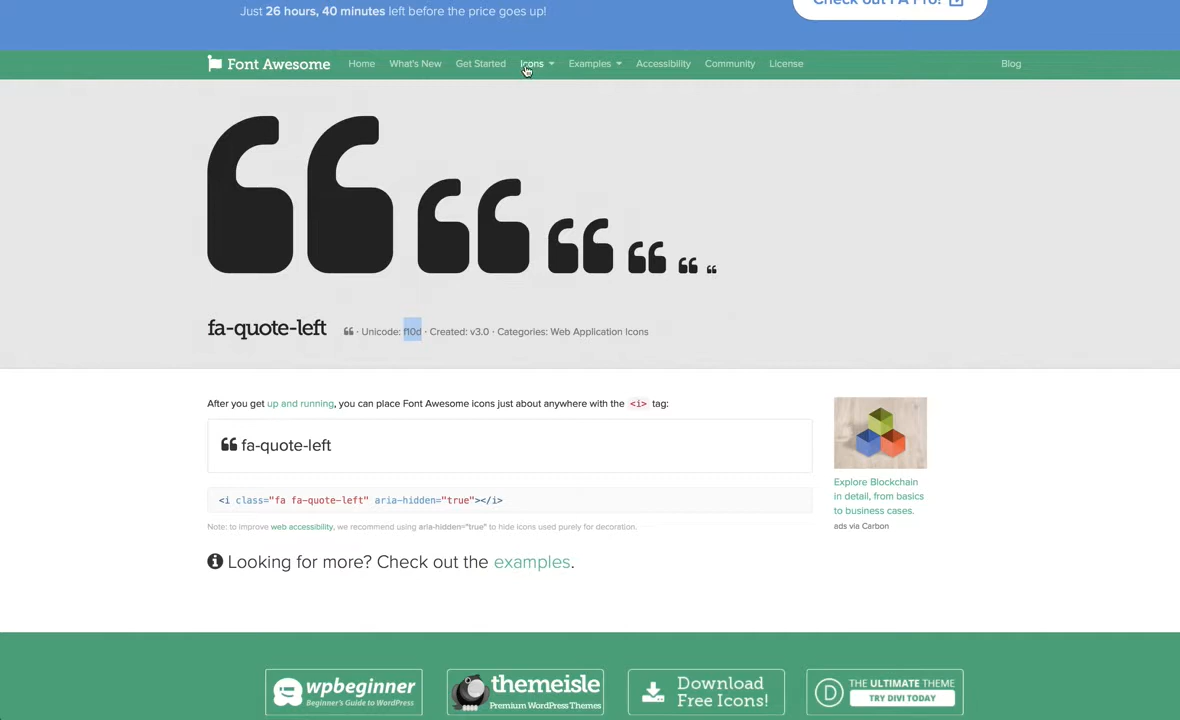 Just 26 hours, 40 minutes left before the price goes up!
Check out FA Pro!
Font Awesome Home What's New Get Started Icons Examples Accessibility Community License Blog
fa-quote-left · Unicode: f10d · Created: v3.0 · Categories: Web Application Icons
After you get up and running, you can place Font Awesome icons just about anywhere with the <i> tag:
fa-quote-left
<i class="fa fa-quote-left" aria-hidden="true"></i>
Note: to improve web accessibility, we recommend using aria-hidden="true" to hide icons used purely for decoration.
Looking for more? Check out the examples.
Explore Blockchain
in detail, from basics
to business cases.
ads via Carbon
wpbeginner
Beginner's Guide to WordPress
themeisle
Premium WordPress Themes
Download
Free Icons!
D THE ULTIMATE THEME
TRY DIVI TODAY